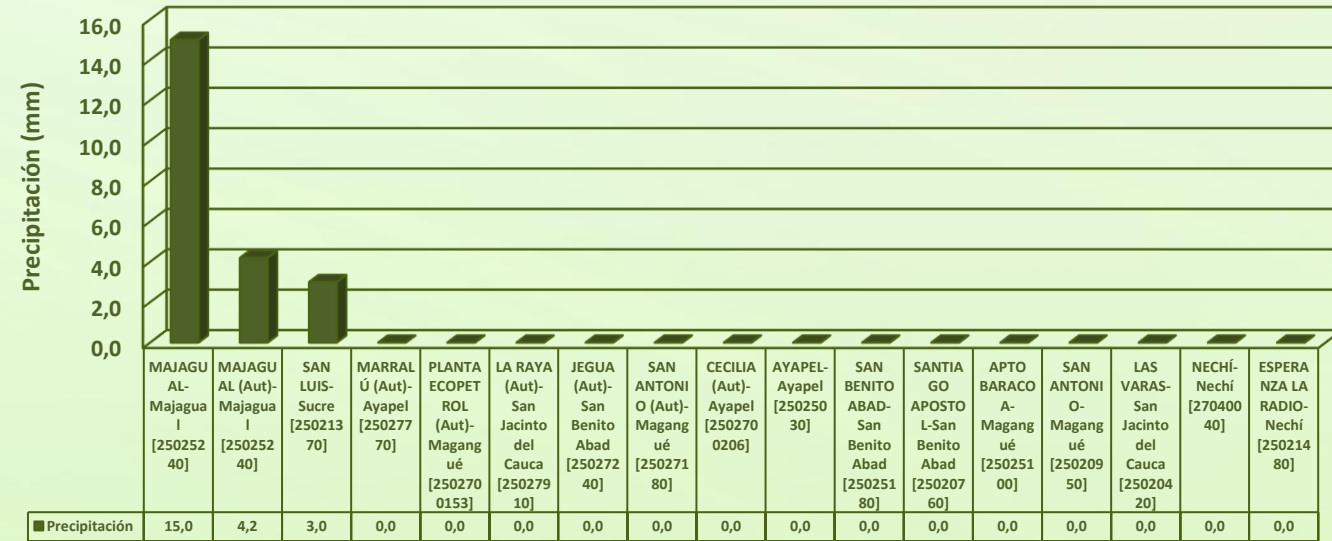 Precipitación (mm)
16,0
14,0
12,0
10,0
8,0
6,0
4,0
2,0
0,0
MAJAGU
AL-
Majagua
l
[250252
40]
MAJAGU
AL (Aut)-
Majagua
l
[250252
40]
SAN
LUIS-
Sucre
[250213
70]
MARRAL
Ú (Aut)-
Ayapel
[250277
70]
PLANTA
ECOPET
ROL
(Aut)-
Magang
ué
[250270
0153]
LA RAYA
(Aut)-
San
Jacinto
del
Cauca
[250279
10]
JEGUA
(Aut)-
San
Benito
Abad
[250272
40]
SAN
ANTONI
O (Aut)-
Magang
ué
[250271
80]
CECILIA
(Aut)-
Ayapel
[250270
0206]
AYAPEL-
Ayapel
[250250
30]
SAN
BENITO
ABAD-
San
Benito
Abad
[250251
80]
SANTIA
GO
APOSTO
L-San
Benito
Abad
[250207
60]
APTO
BARACO
A-
Magang
ué
[250251
00]
SAN
ANTONI
O-
Magang
ué
[250209
50]
LAS
VARAS-
San
Jacinto
del
Cauca
[250204
20]
NECHÍ-
Nechí
[270400
40]
ESPERA
NZA LA
RADIO-
Nechí
[250214
80]
Precipitación 15,0 4,2 3,0 0,0 0,0 0,0 0,0 0,0 0,0 0,0 0,0 0,0 0,0 0,0 0,0 0,0 0,0